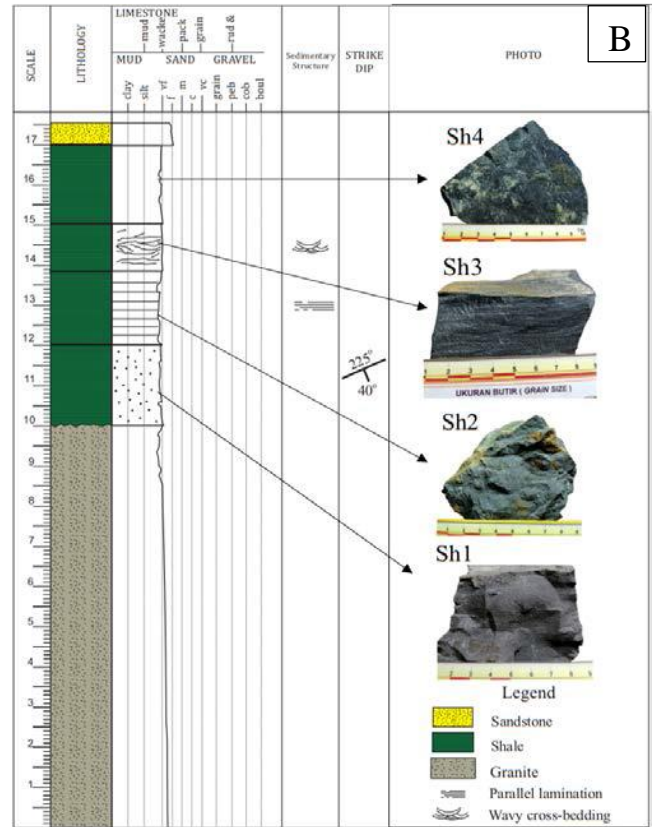 B
LIMESTONE
mud
wacke
pack
grain
rud &
MUD SAND GRAVEL
clay
silt
vf
f
m
c
vc
grain
peb
cob
boul
SCALE
LITHOLOGY
Sedimentary
Structure
STRIKE
DIP
PHOTO
17
16
15
14
13
12
11
10
9
8
7
6
5
4
3
2
1
225°
40°
Sh4
Sh3
UKURAN BUTIR ( GRAIN SIZE )
Sh2
Sh1
Legend
Sandstone
Shale
Granite
Parallel lamination
Wavy cross-bedding